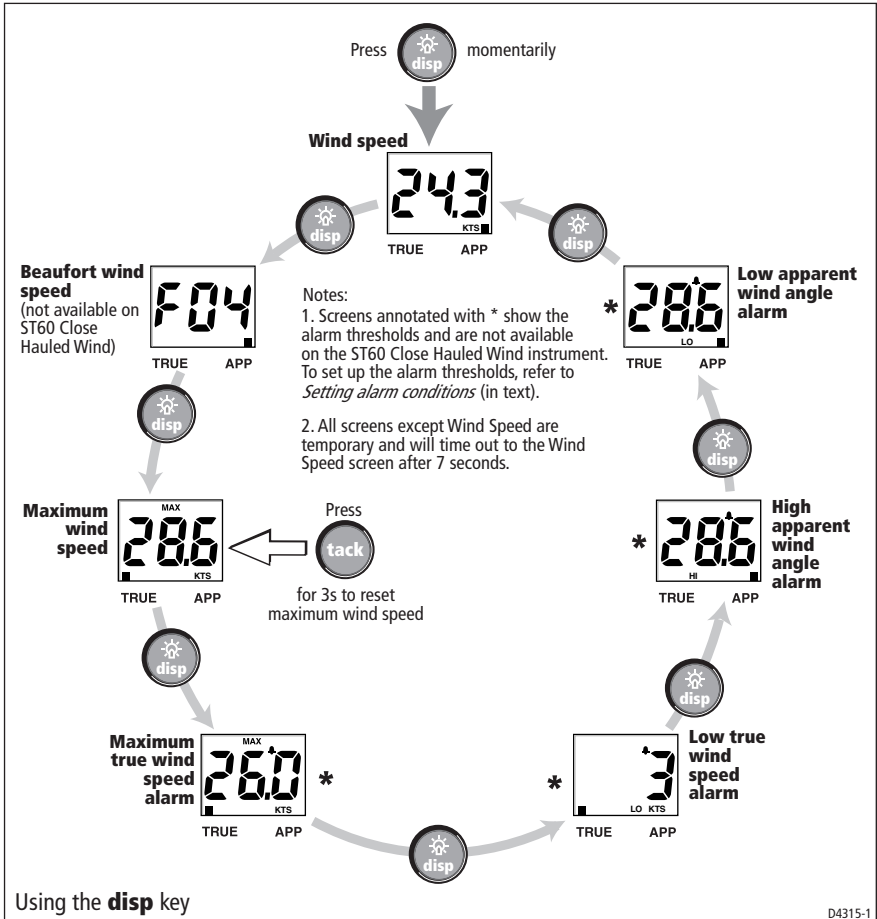 Press
disp
momentarily
Wind speed
24.3
KTS
TRUE APP
disp
Beaufort wind
speed
(not available on
ST60 Close
Hauled Wind)
F04
TRUE APP
disp
Maximum
wind
speed
MAX
28.6
KTS
TRUE APP
Press
tack
for 3s to reset
maximum wind speed
disp
Maximum
true wind
speed
alarm
MAX
26.0
KTS
TRUE APP
*
disp
*
3
LO KTS
TRUE APP
Low true
wind
speed
alarm
disp
*
28.6
HI
TRUE APP
High
apparent
wind
angle
alarm
disp
*
28.6
LO
TRUE APP
Low apparent
wind angle
alarm
disp
Notes:
1. Screens annotated with * show the
alarm thresholds and are not available
on the ST60 Close Hauled Wind instrument.
To set up the alarm thresholds, refer to
Setting alarm conditions (in text).
2. All screens except Wind Speed are
temporary and will time out to the Wind
Speed screen after 7 seconds.
Using the disp key
D4315-1